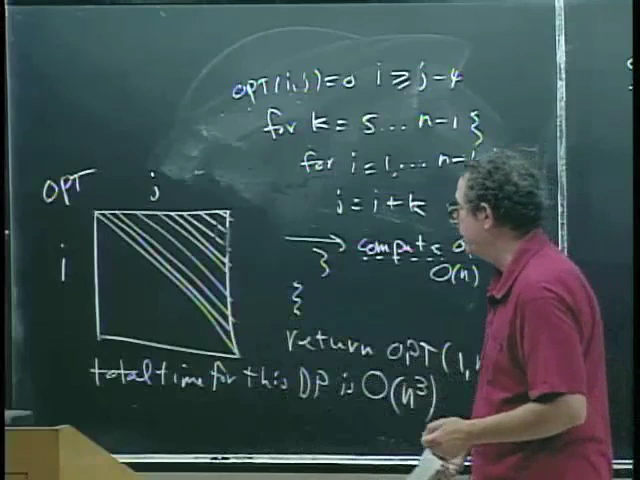 OPT(i,j)=0 i ≥ j-4
for k = 5 ... n-1 {
for i = 1, ... n-
j = i + k
→ compute O
O(n)
}
}
return OPT(1,
OPT j
i
total time for this DP is O(n³)